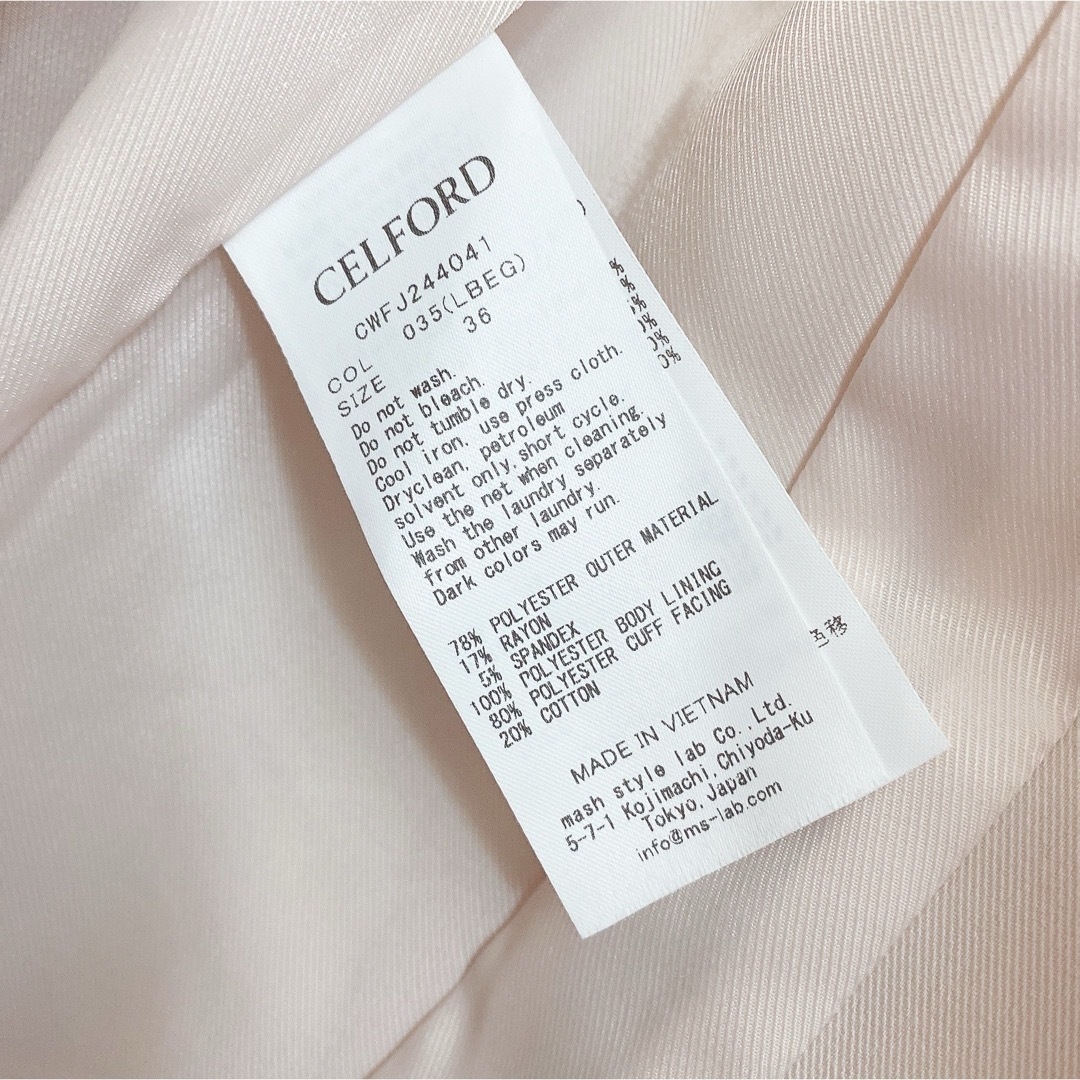 CELFORD
CWFJ244041
COL 035(LBEG)
SIZE 36
Do not wash.
Do not bleach.
Do not tumble dry.
Cool iron, use press cloth.
Dryclean, petroleum
solvent only, short cycle.
Use the net when cleaning.
Wash the laundry separately
from other laundry.
Dark colors may run.
78% POLYESTER OUTER MATERIAL
17% RAYON
5% SPANDEX
100% POLYESTER BODY LINING
80% POLYESTER CUFF FACING
20% COTTON
MADE IN VIETNAM
mash style lab Co.,Ltd.
5-7-1 Kojimachi, Chiyoda-Ku
Tokyo, Japan
info@ms-lab.com
)
%
%
%
%
%
%
色移